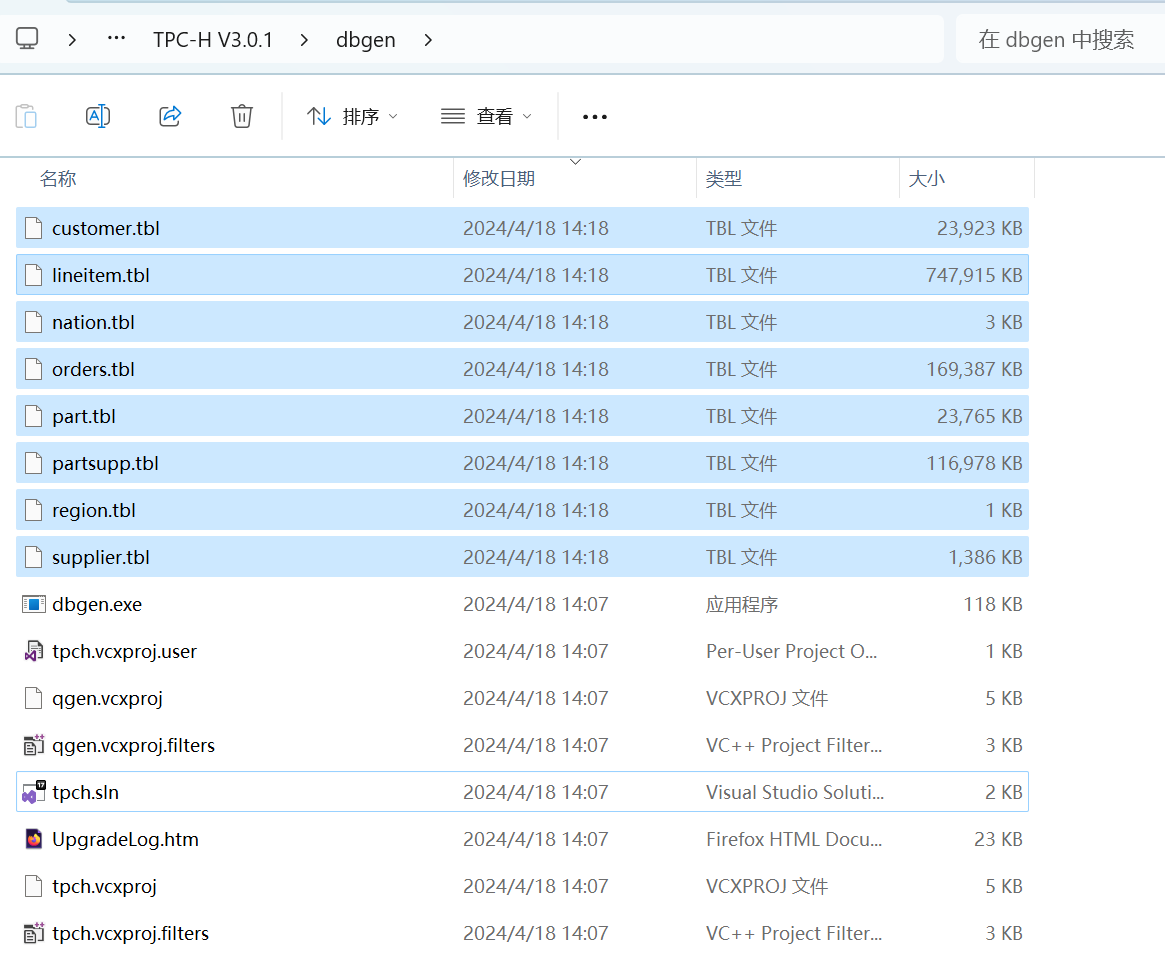 TPC-H V3.0.1 dbgen 在 dbgen 中搜索
排序 查看
名称 修改日期 类型 大小
customer.tbl 2024/4/18 14:18 TBL 文件 23,923 KB
lineitem.tbl 2024/4/18 14:18 TBL 文件 747,915 KB
nation.tbl 2024/4/18 14:18 TBL 文件 3 KB
orders.tbl 2024/4/18 14:18 TBL 文件 169,387 KB
part.tbl 2024/4/18 14:18 TBL 文件 23,765 KB
partsupp.tbl 2024/4/18 14:18 TBL 文件 116,978 KB
region.tbl 2024/4/18 14:18 TBL 文件 1 KB
supplier.tbl 2024/4/18 14:18 TBL 文件 1,386 KB
dbgen.exe 2024/4/18 14:07 应用程序 118 KB
tpch.vcxproj.user 2024/4/18 14:07 Per-User Project O... 1 KB
qgen.vcxproj 2024/4/18 14:07 VCXPROJ 文件 5 KB
qgen.vcxproj.filters 2024/4/18 14:07 VC++ Project Filter... 3 KB
tpch.sln 2024/4/18 14:07 Visual Studio Soluti... 2 KB
UpgradeLog.htm 2024/4/18 14:07 Firefox HTML Docu... 23 KB
tpch.vcxproj 2024/4/18 14:07 VCXPROJ 文件 5 KB
tpch.vcxproj.filters 2024/4/18 14:07 VC++ Project Filter... 3 KB